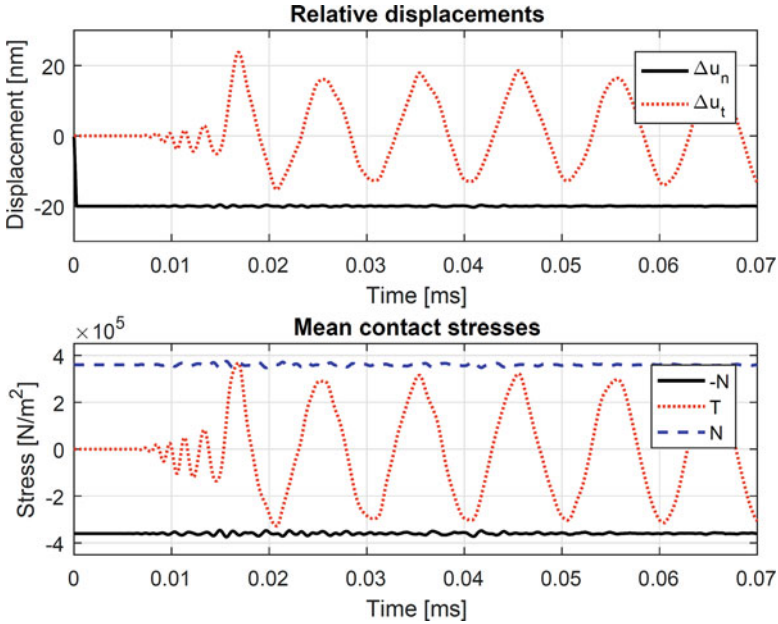 Relative displacements
Displacement [nm]
20
0
-20
Δuₙ
Δuₜ
0 0.01 0.02 0.03 0.04 0.05 0.06 0.07
Time [ms]
Mean contact stresses
×10⁵
Stress [N/m²]
4
2
0
-2
-4
-N
T
N
0 0.01 0.02 0.03 0.04 0.05 0.06 0.07
Time [ms]